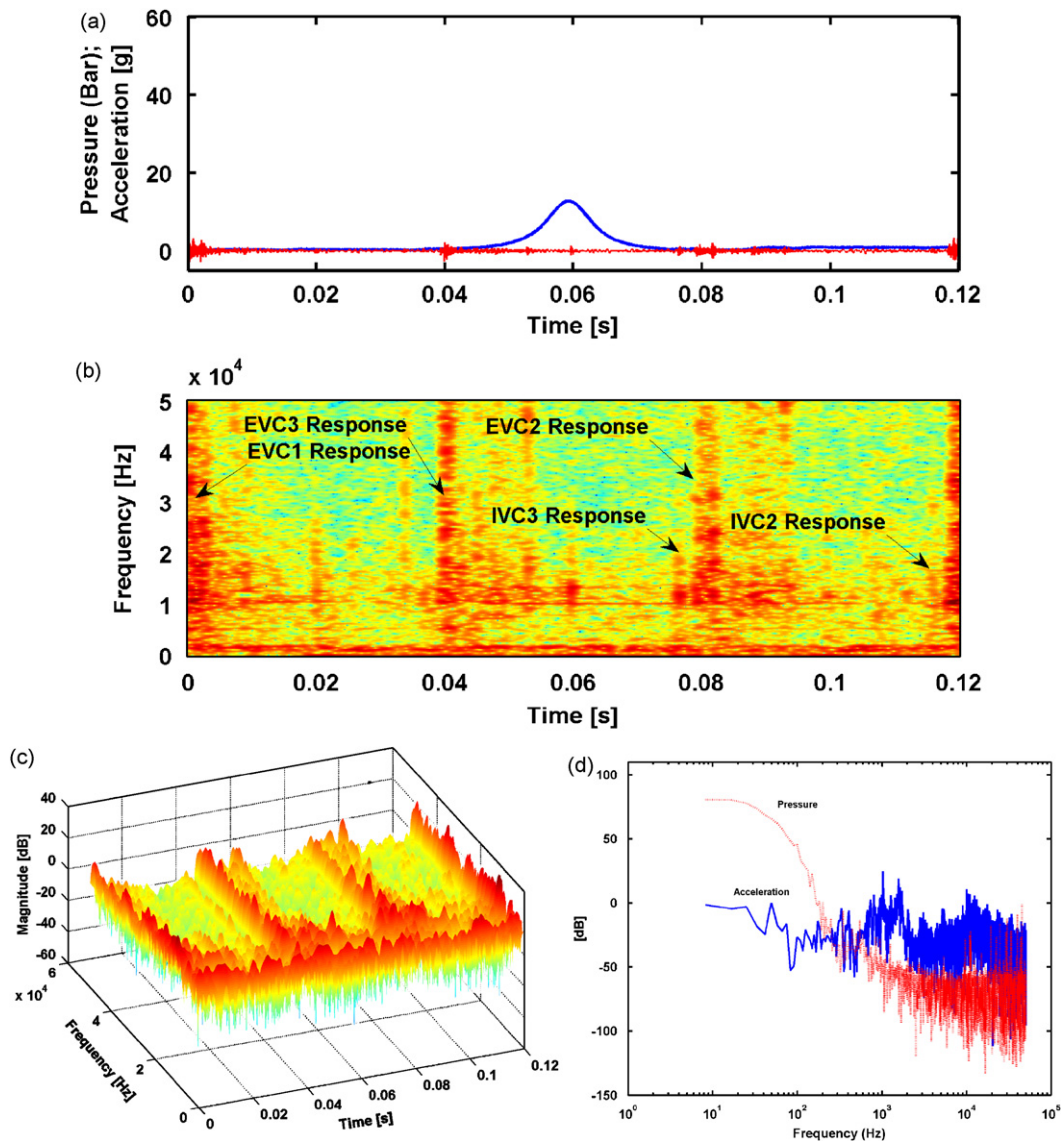 (a)
Pressure (Bar);
Acceleration [g]
60
40
20
0
0 0.02 0.04 0.06 0.08 0.1 0.12
Time [s]
(b)
x 10^4
Frequency [Hz]
5
4
3
2
1
0
EVC3 Response
EVC1 Response
EVC2 Response
IVC3 Response
IVC2 Response
0 0.02 0.04 0.06 0.08 0.1 0.12
Time [s]
(c)
Magnitude [dB]
40
20
0
-20
-40
-60
6
x 10^4
4
2
0
Frequency [Hz]
0 0.02 0.04 0.06 0.08 0.1 0.12
Time [s]
(d)
[dB]
100
50
0
-50
-100
-150
Pressure
Acceleration
10^0 10^1 10^2 10^3 10^4 10^5
Frequency (Hz)